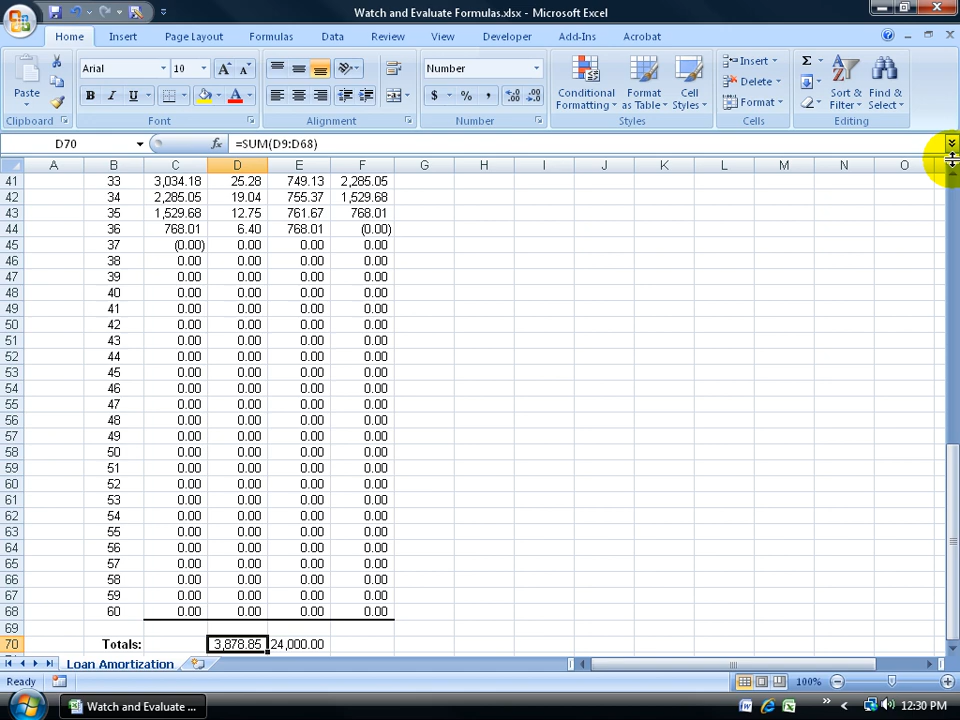 Watch and Evaluate Formulas.xlsx - Microsoft Excel
Home Insert Page Layout Formulas Data Review View Developer Add-Ins Acrobat
Paste Arial 10 Number Conditional Formatting Format as Table Cell Styles Insert Delete Format Sort & Filter Find & Select
Clipboard Font Alignment Number Styles Cells Editing
D70 fx =SUM(D9:D68)
A B C D E F G H I J K L M N O
41 33 3,034.18 25.28 749.13 2,285.05
42 34 2,285.05 19.04 755.37 1,529.68
43 35 1,529.68 12.75 761.67 768.01
44 36 768.01 6.40 768.01 (0.00)
45 37 (0.00) 0.00 0.00 0.00
46 38 0.00 0.00 0.00 0.00
47 39 0.00 0.00 0.00 0.00
48 40 0.00 0.00 0.00 0.00
49 41 0.00 0.00 0.00 0.00
50 42 0.00 0.00 0.00 0.00
51 43 0.00 0.00 0.00 0.00
52 44 0.00 0.00 0.00 0.00
53 45 0.00 0.00 0.00 0.00
54 46 0.00 0.00 0.00 0.00
55 47 0.00 0.00 0.00 0.00
56 48 0.00 0.00 0.00 0.00
57 49 0.00 0.00 0.00 0.00
58 50 0.00 0.00 0.00 0.00
59 51 0.00 0.00 0.00 0.00
60 52 0.00 0.00 0.00 0.00
61 53 0.00 0.00 0.00 0.00
62 54 0.00 0.00 0.00 0.00
63 55 0.00 0.00 0.00 0.00
64 56 0.00 0.00 0.00 0.00
65 57 0.00 0.00 0.00 0.00
66 58 0.00 0.00 0.00 0.00
67 59 0.00 0.00 0.00 0.00
68 60 0.00 0.00 0.00 0.00
69
70 Totals: 3,878.85 24,000.00
Loan Amortization
Ready 100%
Watch and Evaluate ... 12:30 PM